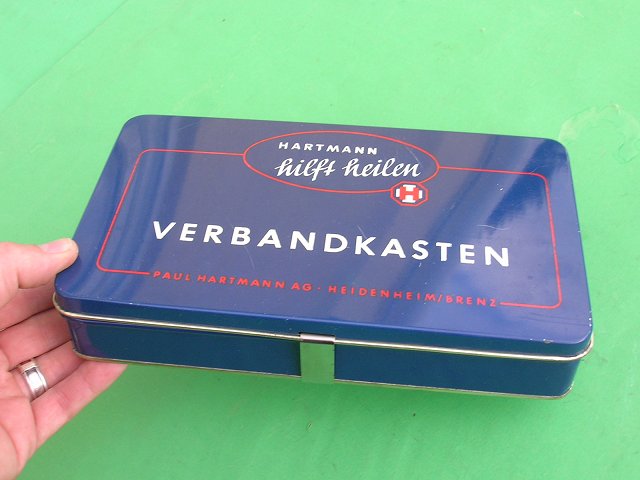 HARTMANN
hilft heilen
H
VERBANDKASTEN
PAUL HARTMANN AG · HEIDENHEIM/BRENZ